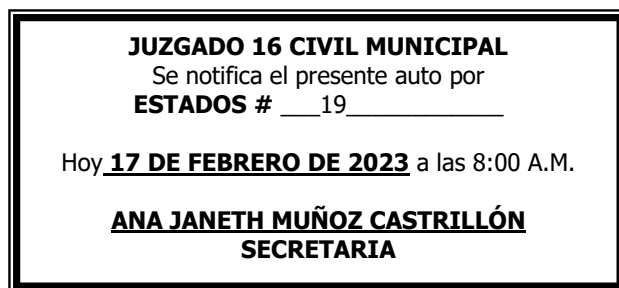 JUZGADO 16 CIVIL MUNICIPAL
Se notifica el presente auto por
ESTADOS # ___19____________
Hoy 17 DE FEBRERO DE 2023 a las 8:00 A.M.
ANA JANETH MUÑOZ CASTRILLÓN
SECRETARIA